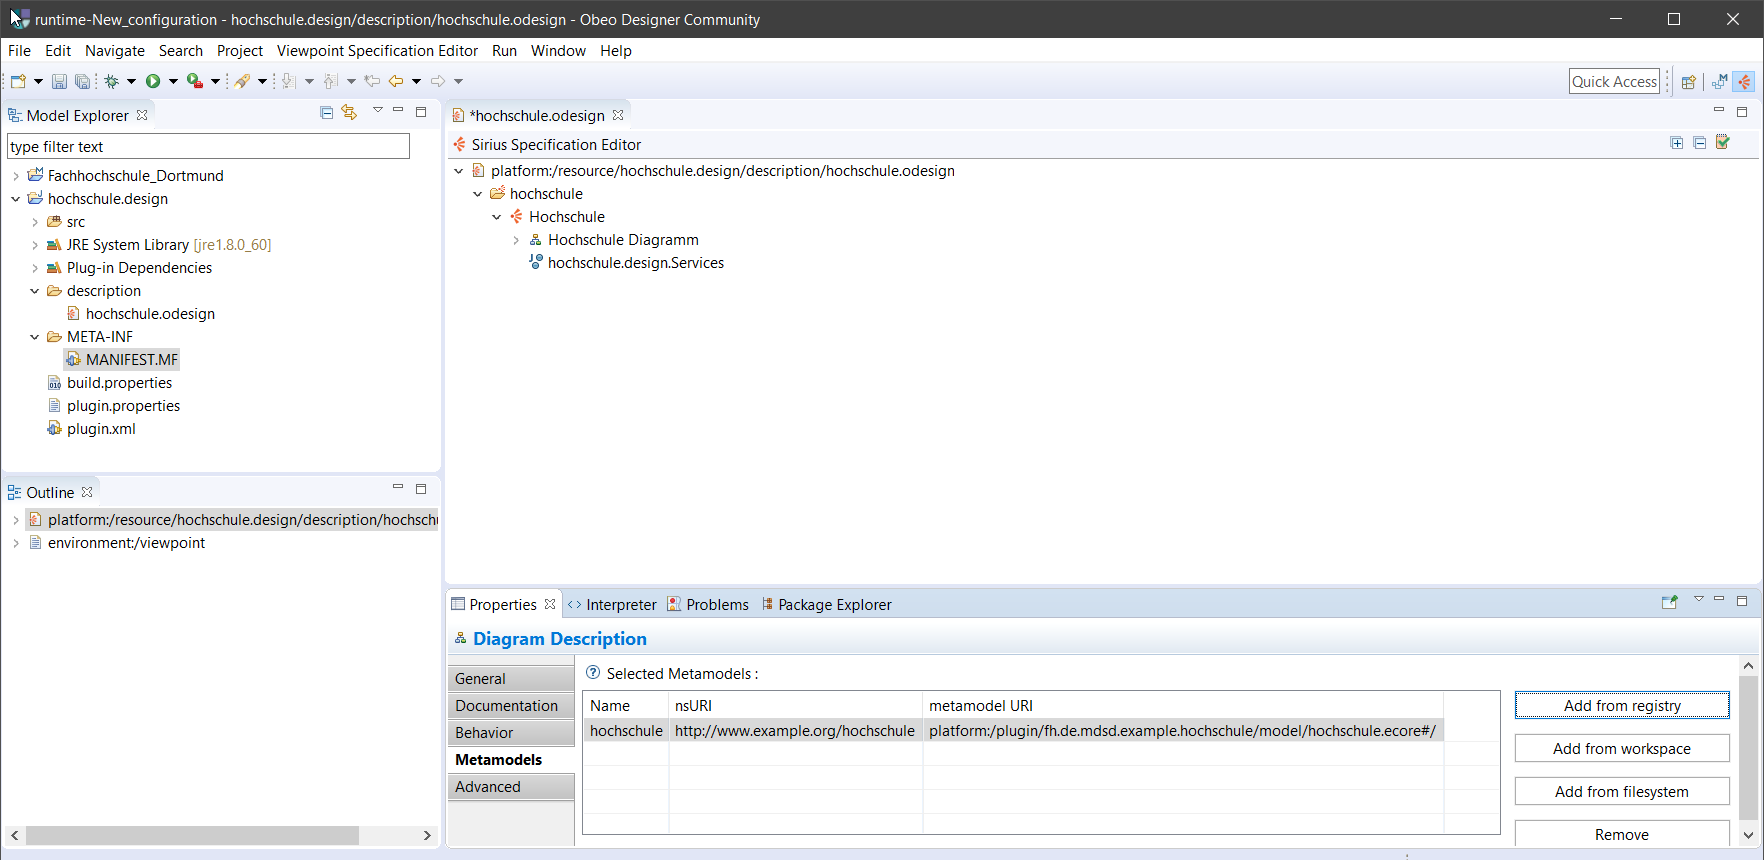 runtime-New_configuration - hochschule.design/description/hochschule.odesign - Obeo Designer Community
File Edit Navigate Search Project Viewpoint Specification Editor Run Window Help
Quick Access
Model Explorer
type filter text
Fachhochschule_Dortmund
hochschule.design
src
JRE System Library [jre1.8.0_60]
Plug-in Dependencies
description
hochschule.odesign
META-INF
MANIFEST.MF
build.properties
plugin.properties
plugin.xml
Outline
platform:/resource/hochschule.design/description/hochsch
environment:/viewpoint
*hochschule.odesign
Sirius Specification Editor
platform:/resource/hochschule.design/description/hochschule.odesign
hochschule
Hochschule
Hochschule Diagramm
hochschule.design.Services
Properties Interpreter Problems Package Explorer
Diagram Description
General
Documentation
Behavior
Metamodels
Advanced
Selected Metamodels :
Name nsURI metamodel URI
hochschule http://www.example.org/hochschule platform:/plugin/fh.de.mdsd.example.hochschule/model/hochschule.ecore#/
Add from registry
Add from workspace
Add from filesystem
Remove